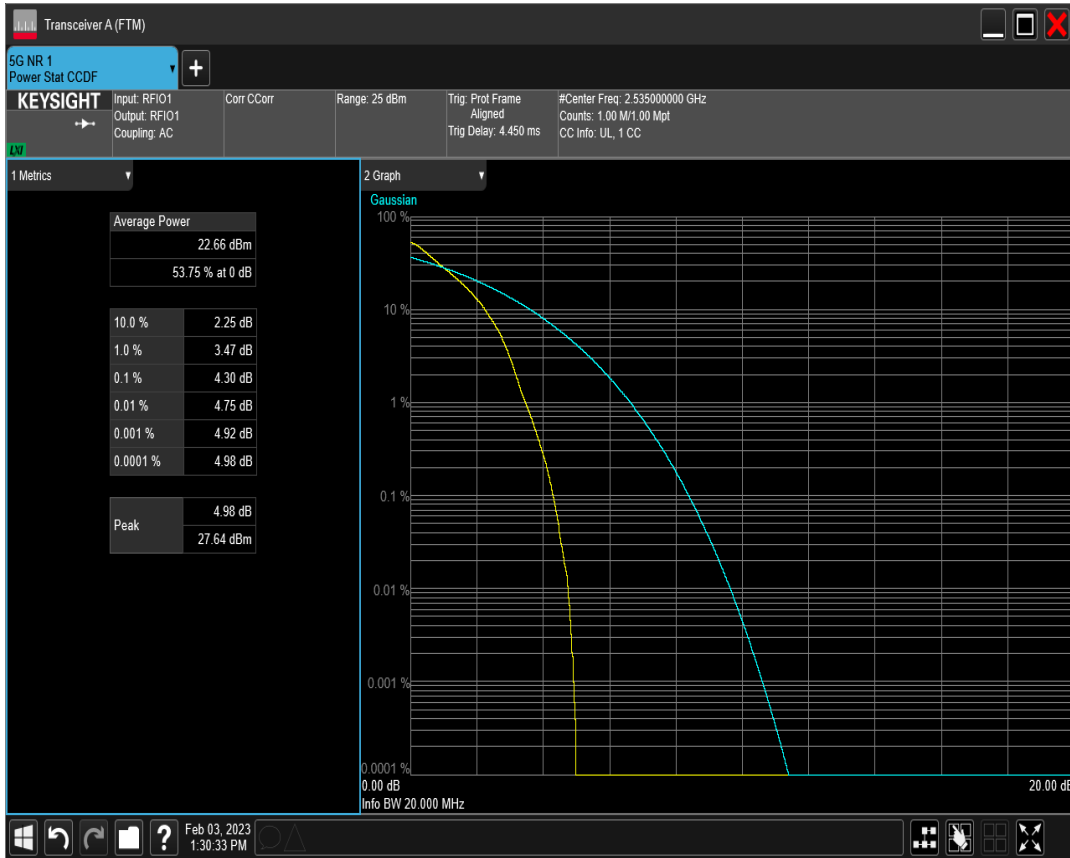 Transceiver A (FTM)
5G NR 1
Power Stat CCDF
+
KEYSIGHT
LXI
Input: RFIO1
Output: RFIO1
Coupling: AC
Corr CCorr
Range: 25 dBm
Trig: Prot Frame
Aligned
Trig Delay: 4.450 ms
#Center Freq: 2.535000000 GHz
Counts: 1.00 M/1.00 Mpt
CC Info: UL, 1 CC
1 Metrics
Average Power
22.66 dBm
53.75 % at 0 dB
10.0 % 2.25 dB
1.0 % 3.47 dB
0.1 % 4.30 dB
0.01 % 4.75 dB
0.001 % 4.92 dB
0.0001 % 4.98 dB
Peak
4.98 dB
27.64 dBm
2 Graph
Gaussian
100 %
10 %
1 %
0.1 %
0.01 %
0.001 %
0.0001 %
0.00 dB 20.00 dB
Info BW 20.000 MHz
?
Feb 03, 2023
1:30:33 PM